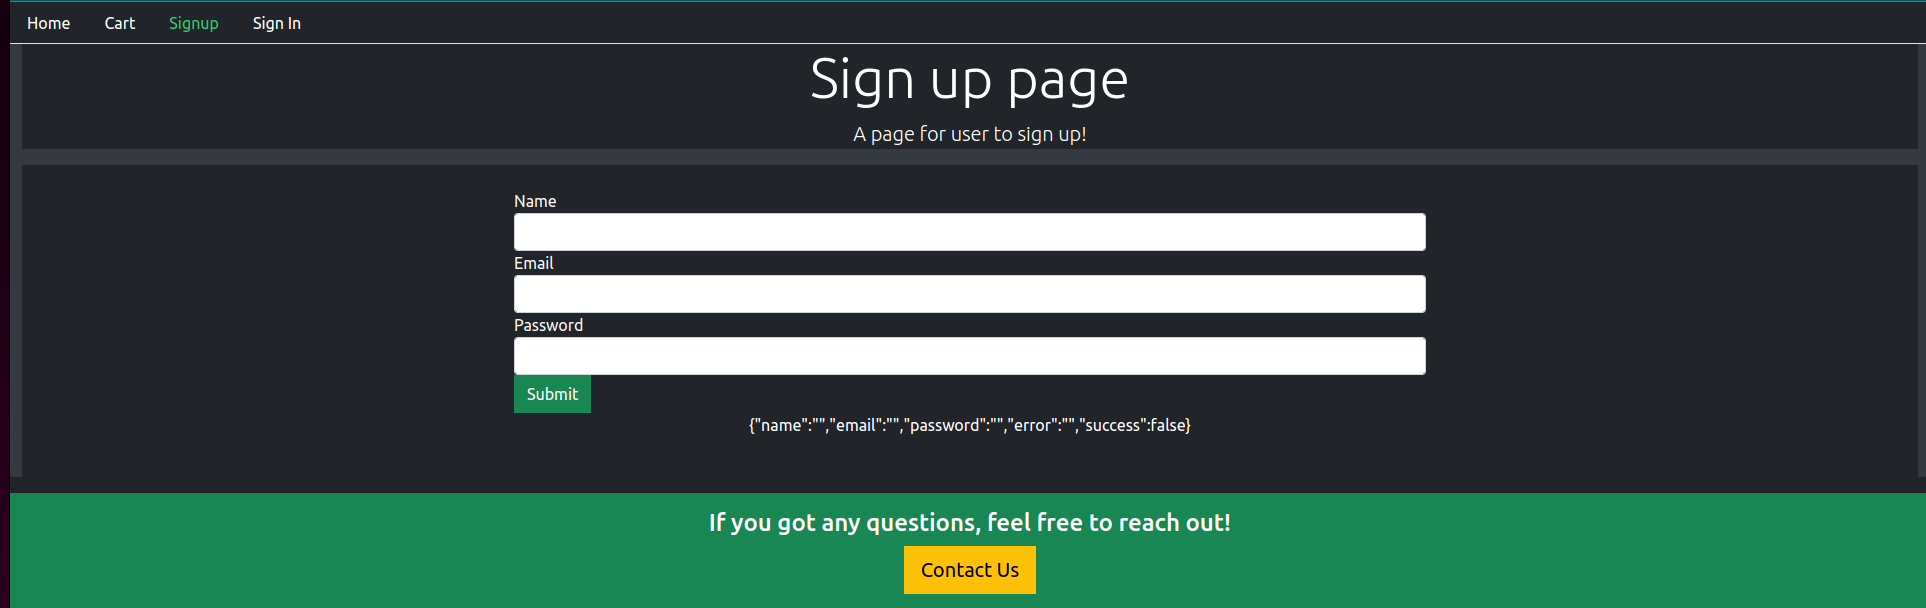 Home Cart Signup Sign In
Sign up page
A page for user to sign up!
Name
Email
Password
Submit
{"name":"","email":"","password":"","error":"","success":false}
If you got any questions, feel free to reach out!
Contact Us